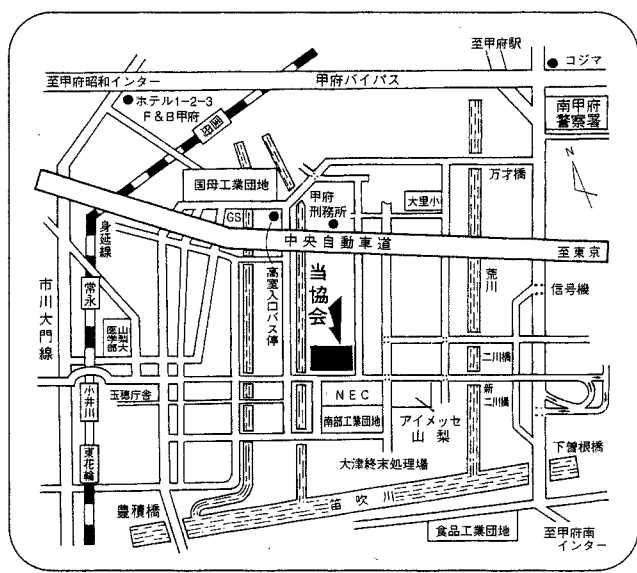 至甲府駅
コジマ
至甲府昭和インター
甲府バイパス
ホテル1-2-3
F&B甲府
国母
南甲府
警察署
N
国母工業団地
甲府
刑務所
大里小
万才橋
GS
身延線
中央自動車道
至東京
市川大門線
常永
高室入口バス停
当協会
荒川
信号機
山梨大
医学部
二川橋
小井川
玉穂庁舎
NEC
新二川橋
南部工業団地
アイメッセ
山梨
東花輪
大津終末処理場
下曽根橋
豊積橋
笛吹川
食品工業団地
至甲府南
インター